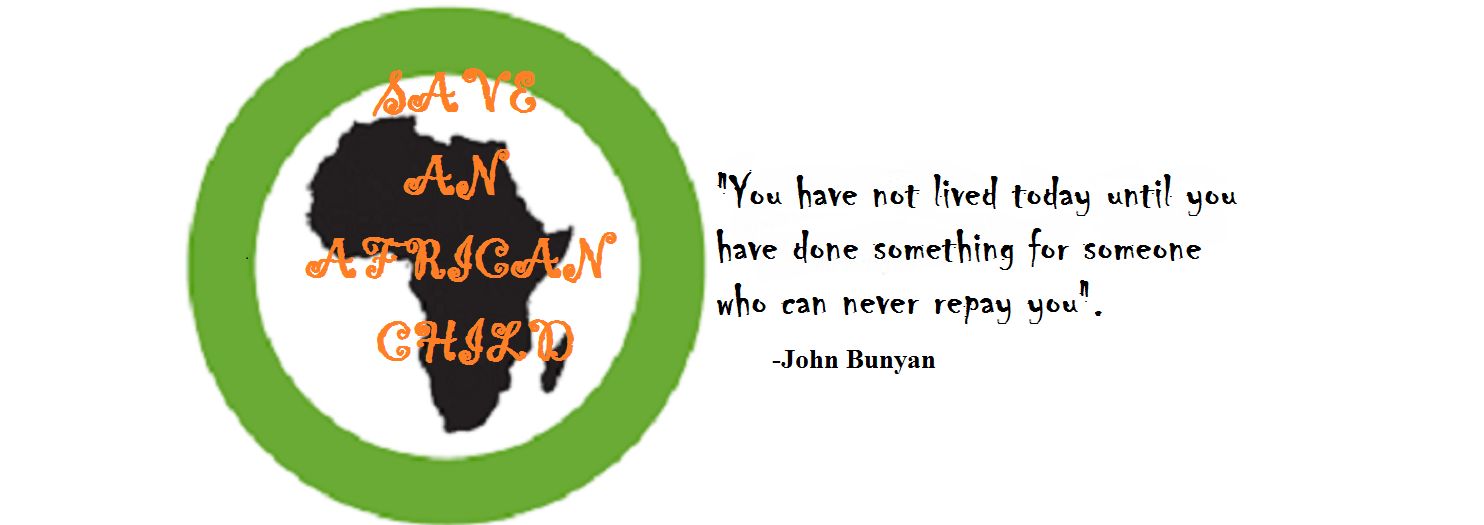 SAVE
AN
AFRICAN
CHILD
"You have not lived today until you
have done something for someone
who can never repay you".
-John Bunyan